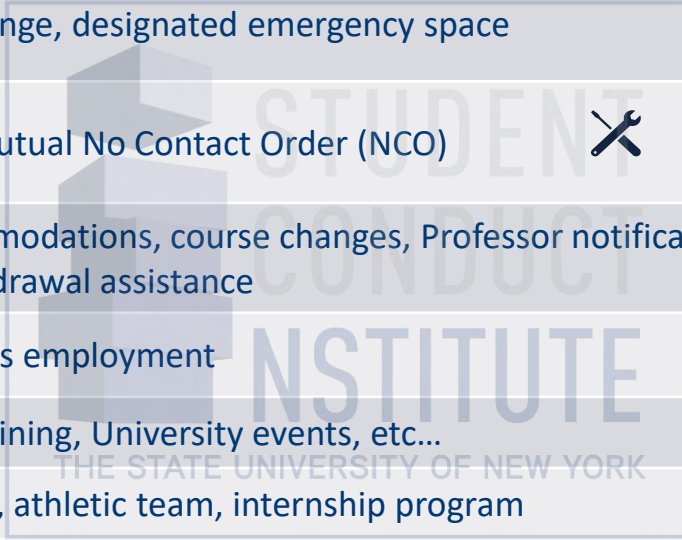 nge, designated emergency space
utual No Contact Order (NCO)
modations, course changes, Professor notifica
drawal assistance
s employment
ining, University events, etc…
, athletic team, internship program
STUDENT
CONDUCT
NSTITUTE
THE STATE UNIVERSITY OF NEW YORK